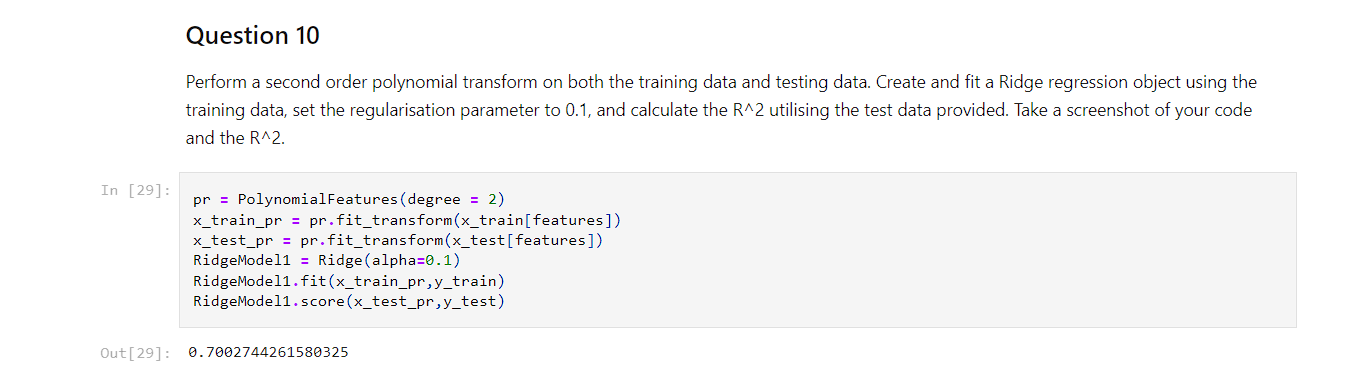 Question 10
Perform a second order polynomial transform on both the training data and testing data. Create and fit a Ridge regression object using the
training data, set the regularisation parameter to 0.1, and calculate the R^2 utilising the test data provided. Take a screenshot of your code
and the R^2.
In [29]:
pr = PolynomialFeatures(degree = 2)
x_train_pr = pr.fit_transform(x_train[features])
x_test_pr = pr.fit_transform(x_test[features])
RidgeModel1 = Ridge(alpha=0.1)
RidgeModel1.fit(x_train_pr,y_train)
RidgeModel1.score(x_test_pr,y_test)
Out[29]: 0.7002744261580325